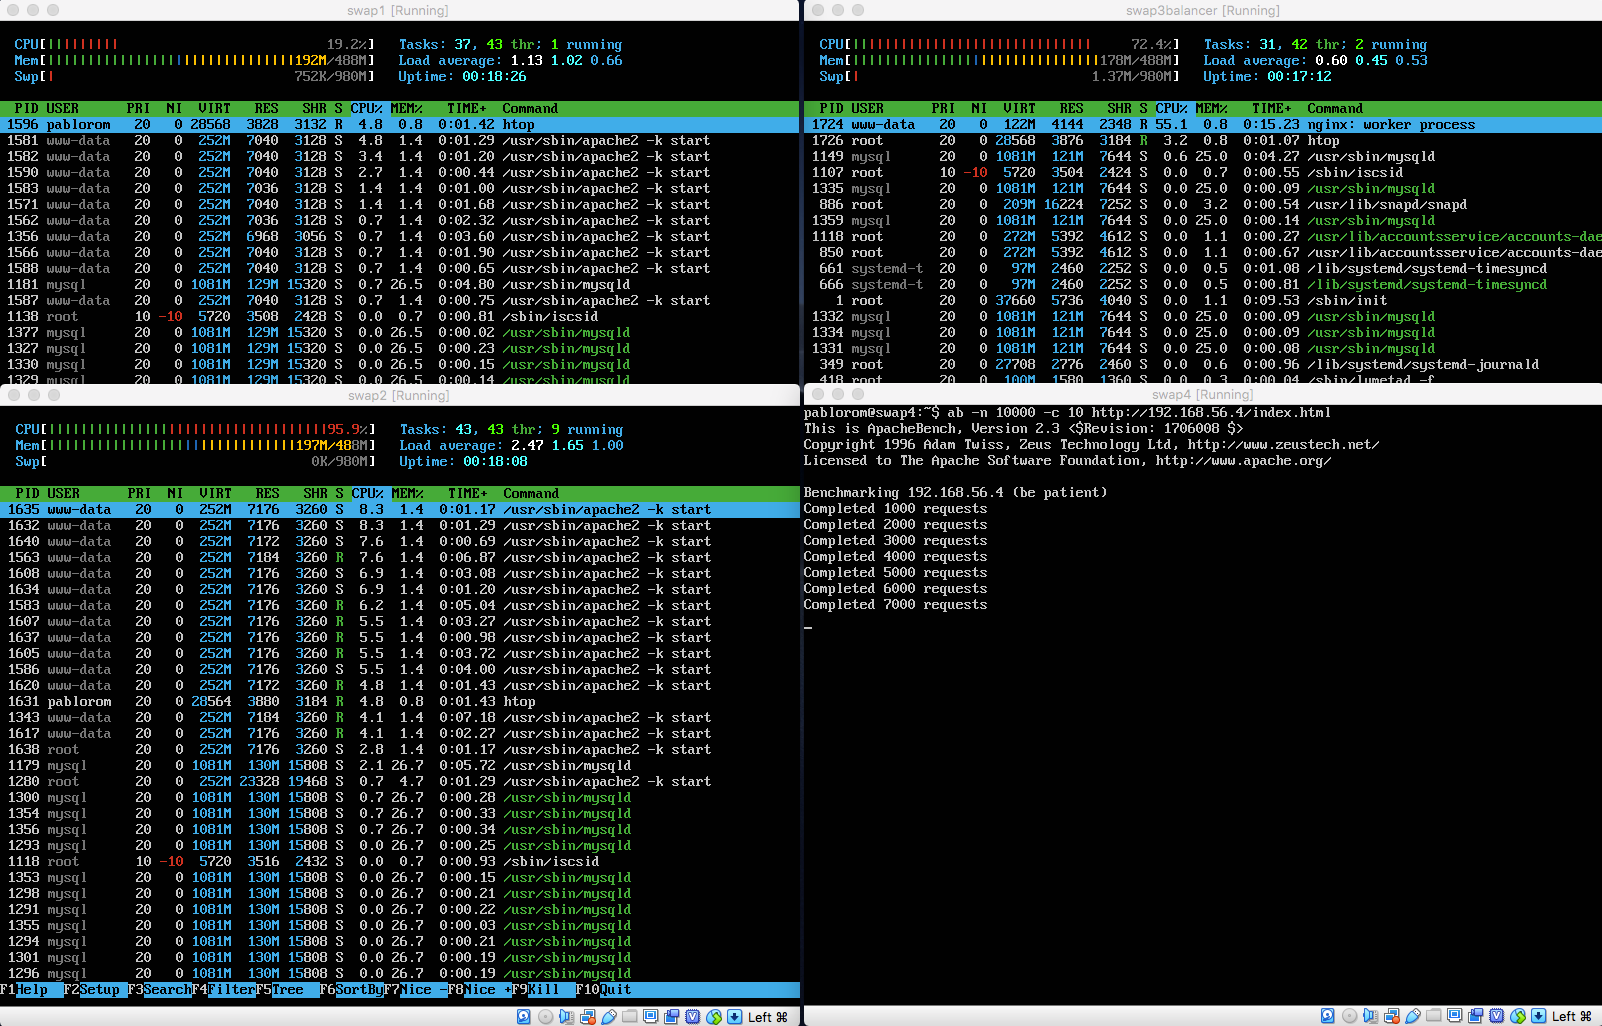 swap1 [Running]
CPU[||||||||| 19.2%] Tasks: 37, 43 thr; 1 running
Mem[||||||||||||||||||||||||||||||192M/488M] Load average: 1.13 1.02 0.66
Swp[| 752K/980M] Uptime: 00:18:26
PID USER PRI NI VIRT RES SHR S CPU% MEM% TIME+ Command
1596 pablorom 20 0 28568 3828 3132 R 4.8 0.8 0:01.42 htop
1581 www-data 20 0 252M 7040 3128 S 4.8 1.4 0:01.29 /usr/sbin/apache2 -k start
1582 www-data 20 0 252M 7040 3128 S 3.4 1.4 0:01.20 /usr/sbin/apache2 -k start
1590 www-data 20 0 252M 7040 3128 S 2.7 1.4 0:00.44 /usr/sbin/apache2 -k start
1583 www-data 20 0 252M 7036 3128 S 1.4 1.4 0:01.00 /usr/sbin/apache2 -k start
1571 www-data 20 0 252M 7040 3128 S 1.4 1.4 0:01.68 /usr/sbin/apache2 -k start
1562 www-data 20 0 252M 7036 3128 S 0.7 1.4 0:02.32 /usr/sbin/apache2 -k start
1356 www-data 20 0 252M 6968 3056 S 0.7 1.4 0:03.60 /usr/sbin/apache2 -k start
1566 www-data 20 0 252M 7040 3128 S 0.7 1.4 0:01.90 /usr/sbin/apache2 -k start
1588 www-data 20 0 252M 7040 3128 S 0.7 1.4 0:00.65 /usr/sbin/apache2 -k start
1181 mysql 20 0 1081M 129M 15320 S 0.7 26.5 0:04.80 /usr/sbin/mysqld
1587 www-data 20 0 252M 7040 3128 S 0.7 1.4 0:00.75 /usr/sbin/apache2 -k start
1138 root 10 -10 5720 3508 2428 S 0.0 0.7 0:00.81 /sbin/iscsid
1377 mysql 20 0 1081M 129M 15320 S 0.0 26.5 0:00.02 /usr/sbin/mysqld
1327 mysql 20 0 1081M 129M 15320 S 0.0 26.5 0:00.23 /usr/sbin/mysqld
1330 mysql 20 0 1081M 129M 15320 S 0.0 26.5 0:00.15 /usr/sbin/mysqld
1329 mysql 20 0 1081M 129M 15320 S 0.0 26.5 0:00.14 /usr/sbin/mysqld
swap3balancer [Running]
CPU[||||||||||||||||||||||||||||| 72.4%] Tasks: 31, 42 thr; 2 running
Mem[||||||||||||||||||||||||||||||178M/488M] Load average: 0.60 0.45 0.53
Swp[| 1.37M/980M] Uptime: 00:17:12
PID USER PRI NI VIRT RES SHR S CPU% MEM% TIME+ Command
1724 www-data 20 0 122M 4144 2348 R 55.1 0.8 0:15.23 nginx: worker process
1726 root 20 0 28568 3876 3184 R 3.2 0.8 0:01.07 htop
1149 mysql 20 0 1081M 121M 7644 S 0.6 25.0 0:04.27 /usr/sbin/mysqld
1107 root 10 -10 5720 3504 2424 S 0.0 0.7 0:00.55 /sbin/iscsid
1335 mysql 20 0 1081M 121M 7644 S 0.0 25.0 0:00.09 /usr/sbin/mysqld
886 root 20 0 209M 16224 7252 S 0.0 3.2 0:00.54 /usr/lib/snapd/snapd
1359 mysql 20 0 1081M 121M 7644 S 0.0 25.0 0:00.14 /usr/sbin/mysqld
1118 root 20 0 272M 5392 4612 S 0.0 1.1 0:00.27 /usr/lib/accountsservice/accounts-dae
850 root 20 0 272M 5392 4612 S 0.0 1.1 0:00.67 /usr/lib/accountsservice/accounts-dae
661 systemd-t 20 0 97M 2460 2252 S 0.0 0.5 0:01.08 /lib/systemd/systemd-timesyncd
666 systemd-t 20 0 97M 2460 2252 S 0.0 0.5 0:00.81 /lib/systemd/systemd-timesyncd
1 root 20 0 37660 5736 4040 S 0.0 1.1 0:09.53 /sbin/init
1332 mysql 20 0 1081M 121M 7644 S 0.0 25.0 0:00.09 /usr/sbin/mysqld
1334 mysql 20 0 1081M 121M 7644 S 0.0 25.0 0:00.09 /usr/sbin/mysqld
1331 mysql 20 0 1081M 121M 7644 S 0.0 25.0 0:00.08 /usr/sbin/mysqld
349 root 20 0 27708 2776 2460 S 0.0 0.6 0:00.96 /lib/systemd/systemd-journald
418 root 20 0 100M 1580 1360 S 0.0 0.3 0:00.04 /sbin/lvmetad -f
swap2 [Running]
CPU[|||||||||||||||||||||||||||||||||||95.9%] Tasks: 43, 43 thr; 9 running
Mem[||||||||||||||||||||||||||||||197M/488M] Load average: 2.47 1.65 1.00
Swp[ 0K/980M] Uptime: 00:18:08
PID USER PRI NI VIRT RES SHR S CPU% MEM% TIME+ Command
1635 www-data 20 0 252M 7176 3260 S 8.3 1.4 0:01.17 /usr/sbin/apache2 -k start
1632 www-data 20 0 252M 7176 3260 S 8.3 1.4 0:01.29 /usr/sbin/apache2 -k start
1640 www-data 20 0 252M 7172 3260 S 7.6 1.4 0:00.69 /usr/sbin/apache2 -k start
1563 www-data 20 0 252M 7184 3260 R 7.6 1.4 0:06.87 /usr/sbin/apache2 -k start
1608 www-data 20 0 252M 7176 3260 S 6.9 1.4 0:03.08 /usr/sbin/apache2 -k start
1634 www-data 20 0 252M 7176 3260 S 6.9 1.4 0:01.20 /usr/sbin/apache2 -k start
1583 www-data 20 0 252M 7176 3260 R 6.2 1.4 0:05.04 /usr/sbin/apache2 -k start
1607 www-data 20 0 252M 7176 3260 S 5.5 1.4 0:03.27 /usr/sbin/apache2 -k start
1637 www-data 20 0 252M 7176 3260 S 5.5 1.4 0:00.98 /usr/sbin/apache2 -k start
1605 www-data 20 0 252M 7176 3260 R 5.5 1.4 0:03.72 /usr/sbin/apache2 -k start
1586 www-data 20 0 252M 7176 3260 S 5.5 1.4 0:04.00 /usr/sbin/apache2 -k start
1620 www-data 20 0 252M 7172 3260 R 4.8 1.4 0:01.43 /usr/sbin/apache2 -k start
1631 pablorom 20 0 28564 3880 3184 R 4.8 0.8 0:01.43 htop
1343 www-data 20 0 252M 7184 3260 R 4.1 1.4 0:07.18 /usr/sbin/apache2 -k start
1617 www-data 20 0 252M 7176 3260 R 4.1 1.4 0:02.27 /usr/sbin/apache2 -k start
1638 root 20 0 252M 7176 3260 S 2.8 1.4 0:01.17 /usr/sbin/apache2 -k start
1179 mysql 20 0 1081M 130M 15808 S 2.1 26.7 0:05.72 /usr/sbin/mysqld
1280 root 20 0 252M 23328 19468 S 0.7 4.7 0:01.29 /usr/sbin/apache2 -k start
1300 mysql 20 0 1081M 130M 15808 S 0.7 26.7 0:00.28 /usr/sbin/mysqld
1354 mysql 20 0 1081M 130M 15808 S 0.7 26.7 0:00.33 /usr/sbin/mysqld
1356 mysql 20 0 1081M 130M 15808 S 0.7 26.7 0:00.34 /usr/sbin/mysqld
1293 mysql 20 0 1081M 130M 15808 S 0.0 26.7 0:00.25 /usr/sbin/mysqld
1118 root 10 -10 5720 3516 2432 S 0.0 0.7 0:00.93 /sbin/iscsid
1353 mysql 20 0 1081M 130M 15808 S 0.0 26.7 0:00.15 /usr/sbin/mysqld
1298 mysql 20 0 1081M 130M 15808 S 0.0 26.7 0:00.21 /usr/sbin/mysqld
1291 mysql 20 0 1081M 130M 15808 S 0.0 26.7 0:00.22 /usr/sbin/mysqld
1355 mysql 20 0 1081M 130M 15808 S 0.0 26.7 0:00.03 /usr/sbin/mysqld
1294 mysql 20 0 1081M 130M 15808 S 0.0 26.7 0:00.21 /usr/sbin/mysqld
1301 mysql 20 0 1081M 130M 15808 S 0.0 26.7 0:00.19 /usr/sbin/mysqld
1296 mysql 20 0 1081M 130M 15808 S 0.0 26.7 0:00.19 /usr/sbin/mysqld
F1Help F2Setup F3SearchF4FilterF5Tree F6SortByF7Nice -F8Nice +F9Kill F10Quit
Left ⌘
swap4 [Running]
pablorom@swap4:~$ ab -n 10000 -c 10 http://192.168.56.4/index.html
This is ApacheBench, Version 2.3 <$Revision: 1706008 $>
Copyright 1996 Adam Twiss, Zeus Technology Ltd, http://www.zeustech.net/
Licensed to The Apache Software Foundation, http://www.apache.org/
Benchmarking 192.168.56.4 (be patient)
Completed 1000 requests
Completed 2000 requests
Completed 3000 requests
Completed 4000 requests
Completed 5000 requests
Completed 6000 requests
Completed 7000 requests
Left ⌘